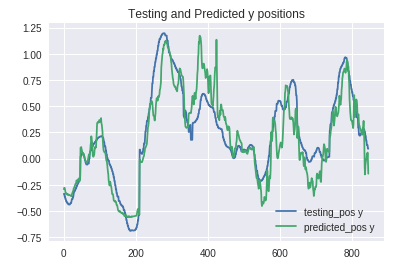 Testing and Predicted y positions
1.25
1.00
0.75
0.50
0.25
0.00
−0.25
−0.50
−0.75
0 200 400 600 800
testing_pos y
predicted_pos y